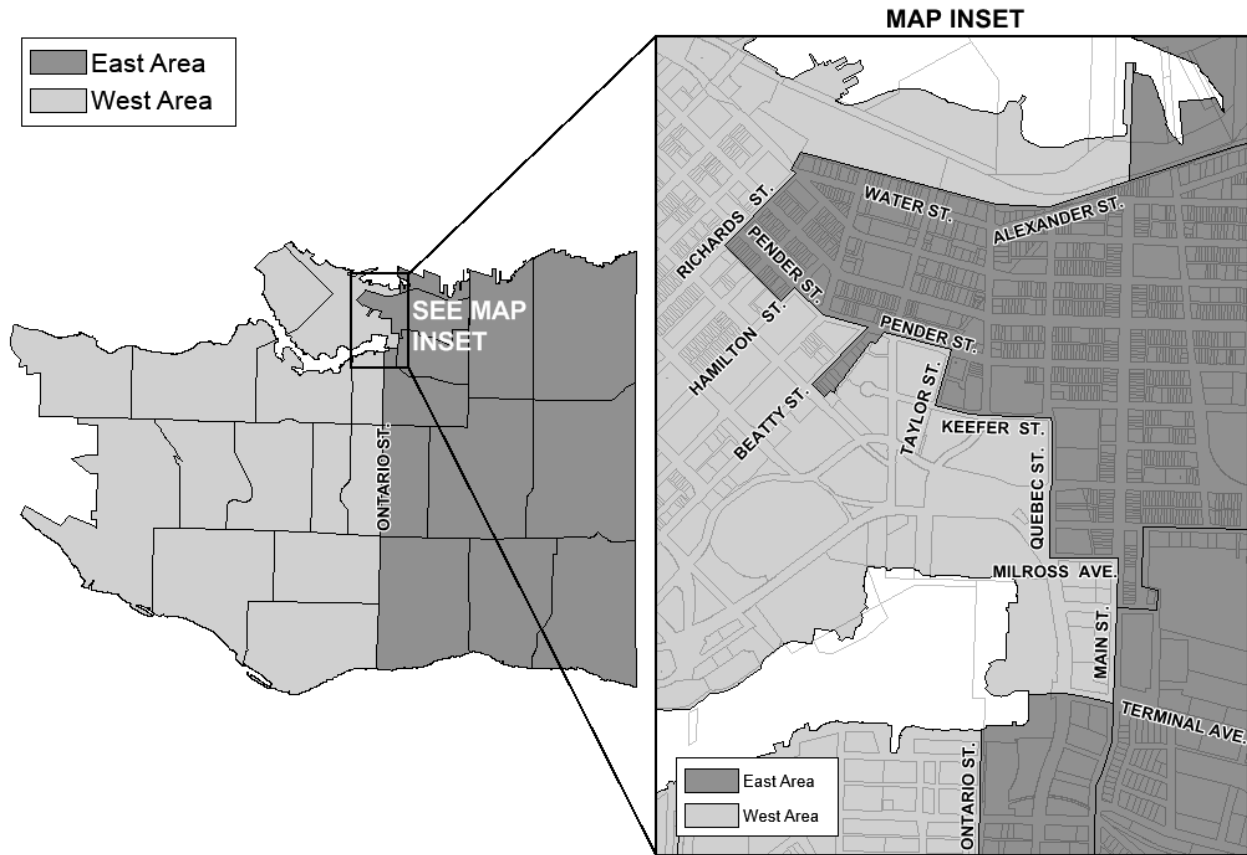 MAP INSET
East Area
West Area
SEE MAP
INSET
ONTARIO ST.
RICHARDS ST.
WATER ST.
ALEXANDER ST.
PENDER ST.
HAMILTON ST.
PENDER ST.
BEATTY ST.
TAYLOR ST.
KEEFER ST.
QUEBEC ST.
MILROSS AVE.
MAIN ST.
TERMINAL AVE.
ONTARIO ST.
East Area
West Area